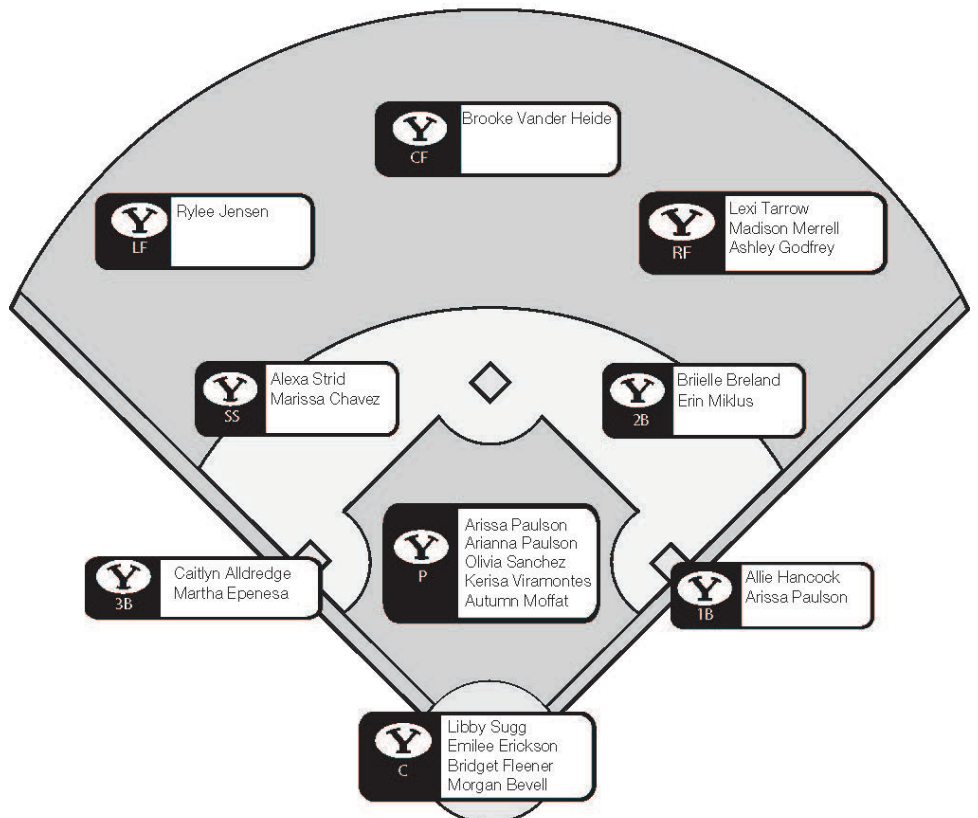 Y
CF
Brooke Vander Heide
Y
LF
Rylee Jensen
Y
RF
Lexi Tarrow
Madison Merrell
Ashley Godfrey
Y
SS
Alexa Strid
Marissa Chavez
Y
2B
Briielle Breland
Erin Miklus
Y
P
Arissa Paulson
Arianna Paulson
Olivia Sanchez
Kerisa Viramontes
Autumn Moffat
Y
3B
Caitlyn Alldredge
Martha Epenesa
Y
1B
Allie Hancock
Arissa Paulson
Y
C
Libby Sugg
Emilee Erickson
Bridget Fleener
Morgan Bevell